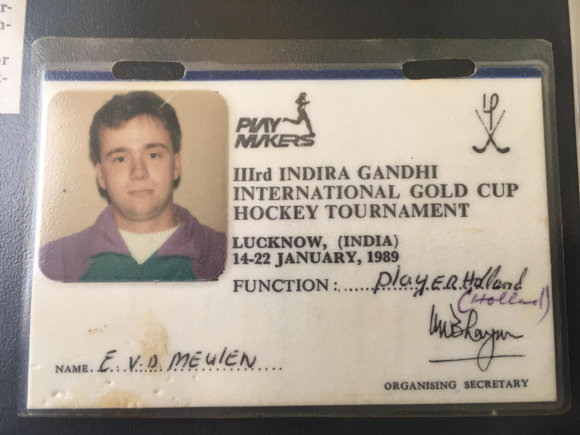 r-
n-
er
t-
PLAY
MAKERS
IIIrd INDIRA GANDHI
INTERNATIONAL GOLD CUP
HOCKEY TOURNAMENT
LUCKNOW, (INDIA)
14-22 JANUARY, 1989
FUNCTION : Player Holland
(Holland)
NAME E. V. D. MEULEN
ORGANISING SECRETARY